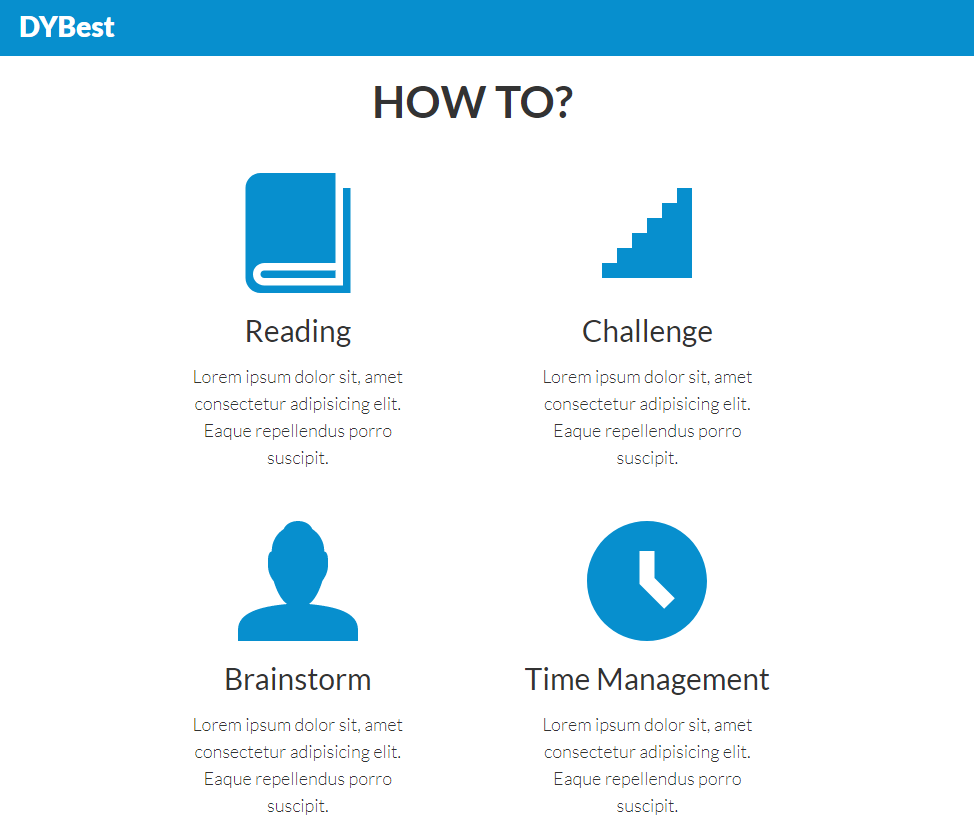 DYBest
HOW TO?
Reading
Lorem ipsum dolor sit, amet
consectetur adipisicing elit.
Eaque repellendus porro
suscipit.
Challenge
Lorem ipsum dolor sit, amet
consectetur adipisicing elit.
Eaque repellendus porro
suscipit.
Brainstorm
Lorem ipsum dolor sit, amet
consectetur adipisicing elit.
Eaque repellendus porro
suscipit.
Time Management
Lorem ipsum dolor sit, amet
consectetur adipisicing elit.
Eaque repellendus porro
suscipit.